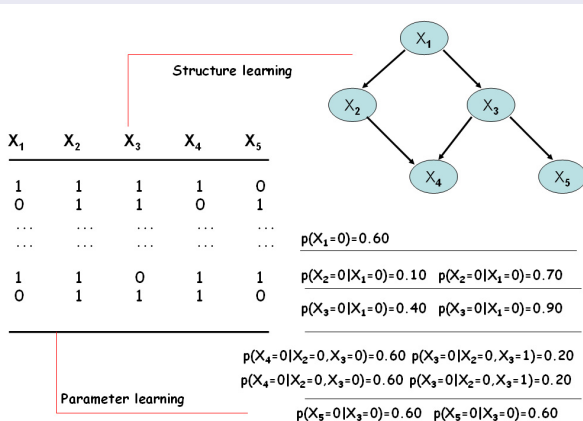 X₁
Structure learning
X₂ X₃
X₄ X₅
X₁ X₂ X₃ X₄ X₅
1 1 1 1 0
0 1 1 0 1
... ... ... ... ...
... ... ... ... ...
1 1 0 1 1
0 1 1 1 0
p(X₁=0)=0.60
p(X₂=0|X₁=0)=0.10 p(X₂=0|X₁=0)=0.70
p(X₃=0|X₁=0)=0.40 p(X₃=0|X₁=0)=0.90
p(X₄=0|X₂=0,X₃=0)=0.60 p(X₃=0|X₂=0,X₃=1)=0.20
p(X₄=0|X₂=0,X₃=0)=0.60 p(X₃=0|X₂=0,X₃=1)=0.20
Parameter learning
p(X₅=0|X₃=0)=0.60 p(X₅=0|X₃=0)=0.60